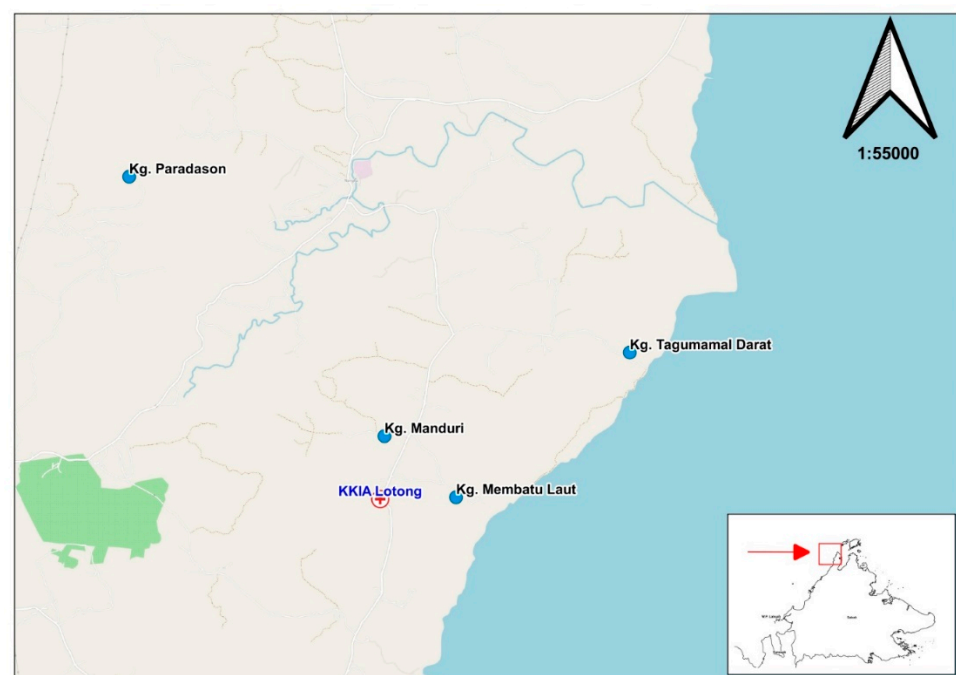 1:55000
Kg. Paradason
Kg. Tagumamal Darat
Kg. Manduri
KKIA Lotong
Kg. Membatu Laut